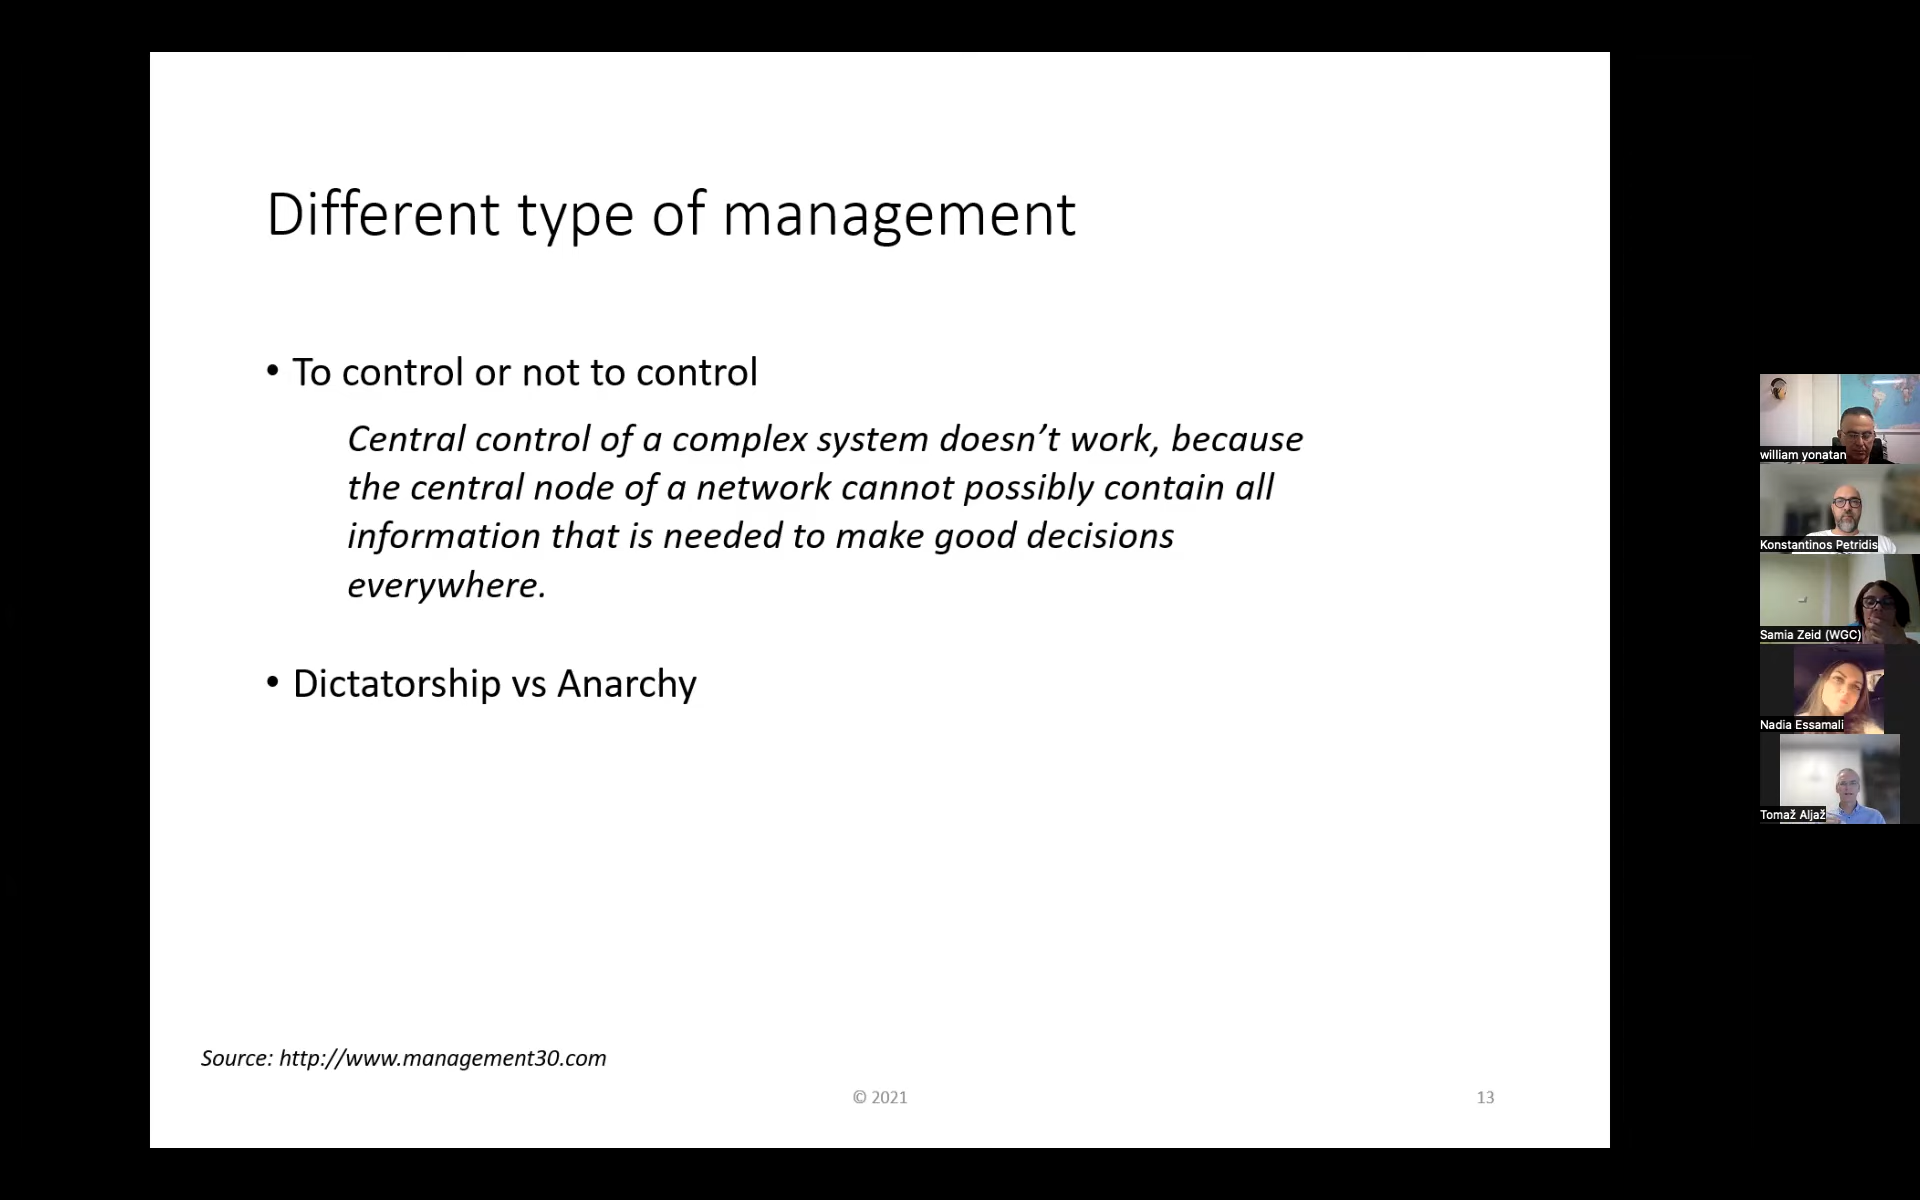 Different type of management
• To control or not to control
Central control of a complex system doesn’t work, because
the central node of a network cannot possibly contain all
information that is needed to make good decisions
everywhere.
• Dictatorship vs Anarchy
Source: http://www.management30.com
© 2021
13
william yonatan
Konstantinos Petridis
Samia Zeid (WGC)
Nadia Essamali
Tomaž Aljaž